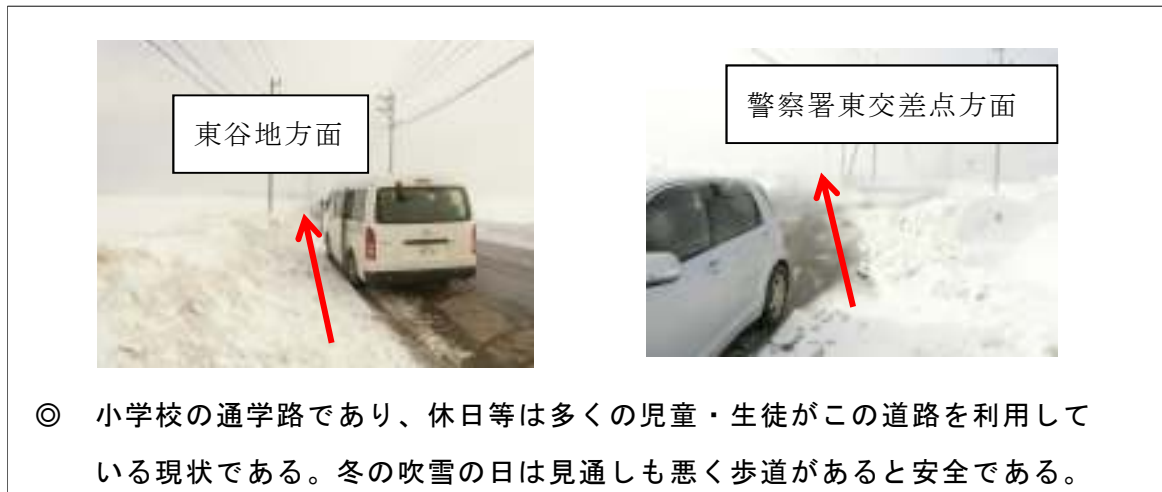 東谷地方面
警察署東交差点方面
◎ 小学校の通学路であり、休日等は多くの児童・生徒がこの道路を利用して
いる現状である。冬の吹雪の日は見通しも悪く歩道があると安全である。